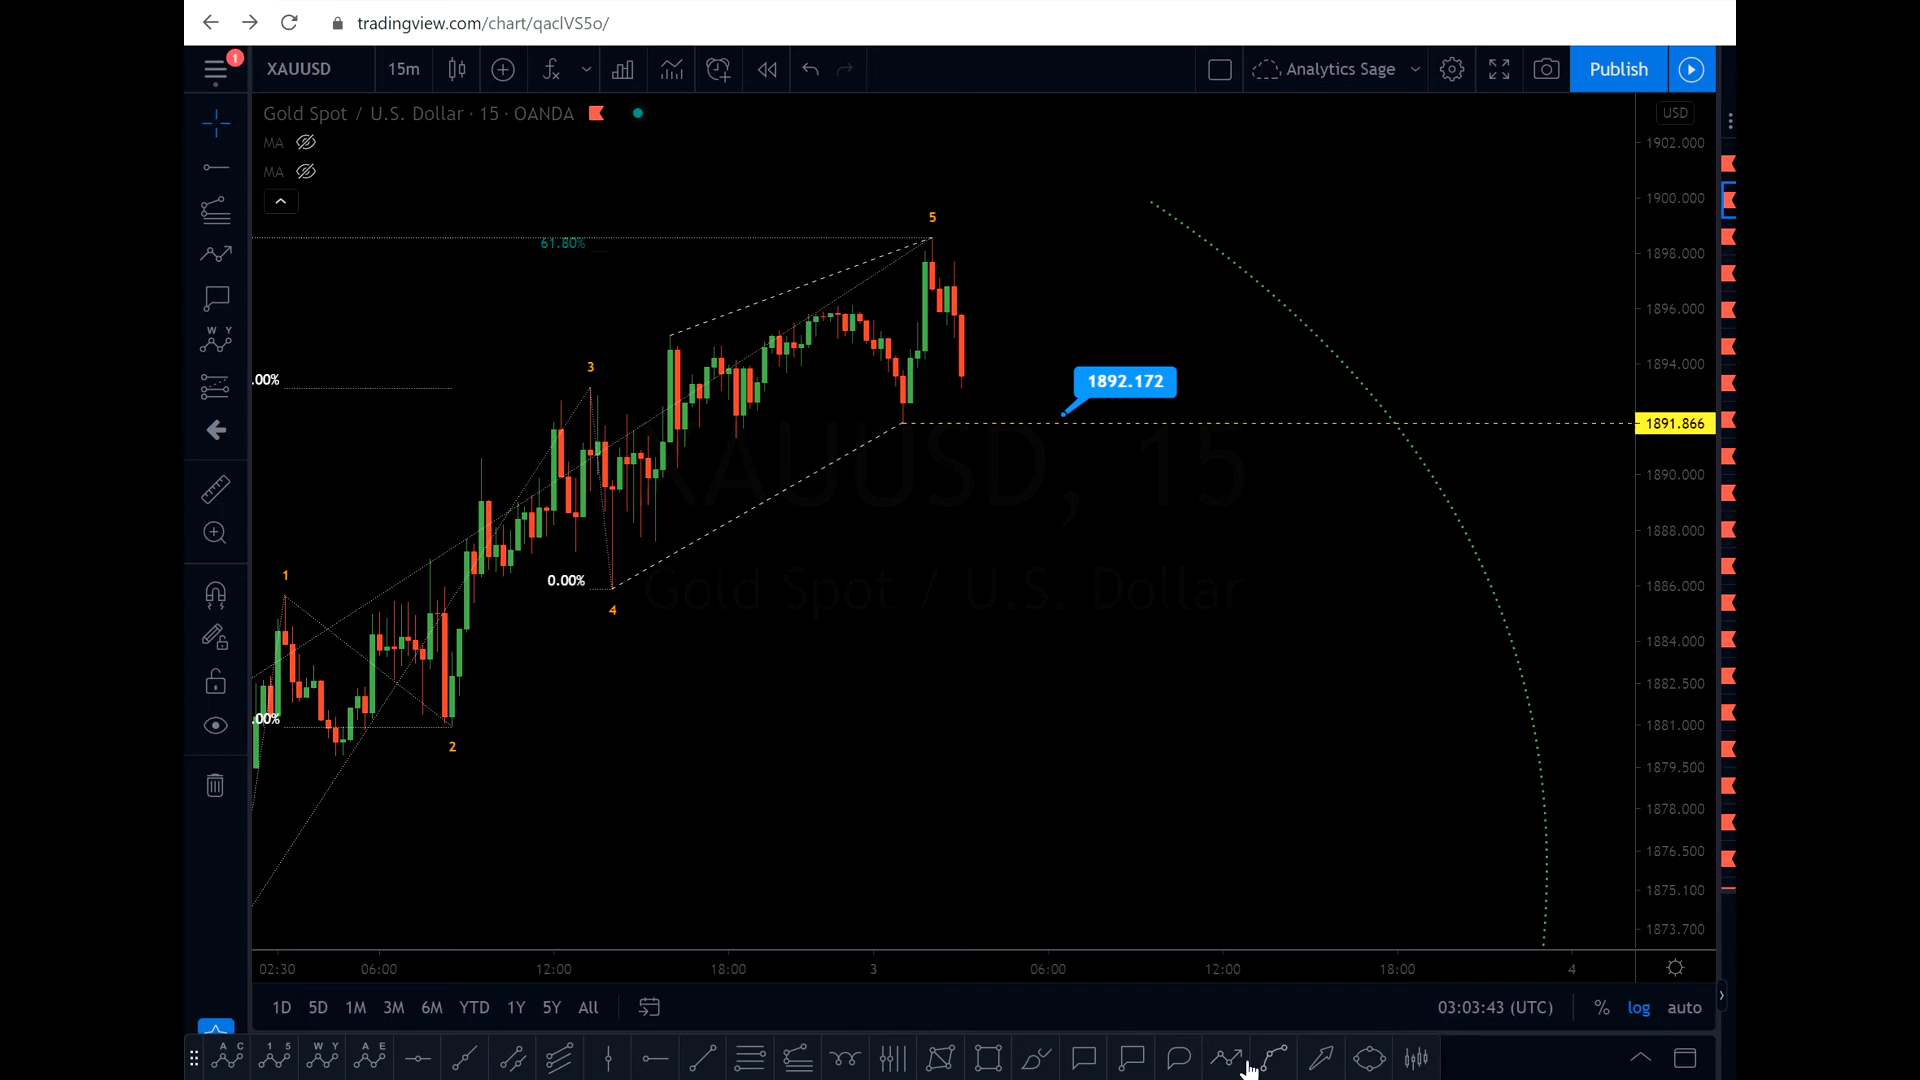 tradingview.com/chart/qaclVS5o/
1
XAUUSD 15m Analytics Sage Publish
Gold Spot / U.S. Dollar · 15 · OANDA
USD
MA
MA
1902.000
1900.000
5
61.80%
1898.000
1896.000
1894.000
3
.00%
1892.172
1891.866
XAUUSD, 15
1890.000
1888.000
1
0.00%
1886.000
Gold Spot / U.S. Dollar
4
1884.000
1882.500
.00%
1881.000
2
1879.500
1878.000
1876.500
1875.100
1873.700
02:30 06:00 12:00 18:00 3 06:00 12:00 18:00 4
1D 5D 1M 3M 6M YTD 1Y 5Y All 03:03:43 (UTC) % log auto
W Y
A C 1 5 W Y A E